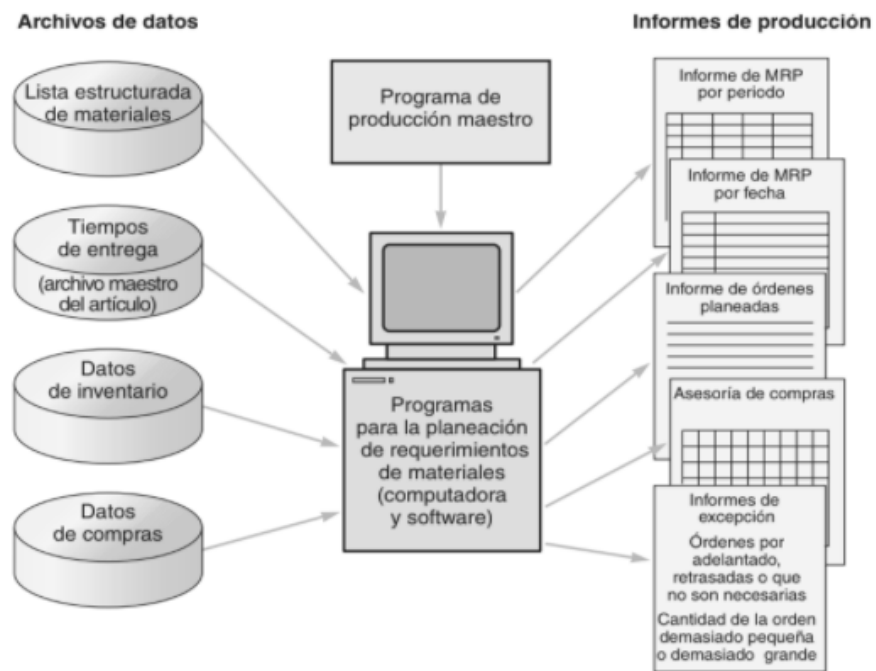 Archivos de datos
Lista estructurada
de materiales
Tiempos
de entrega
(archivo maestro
del artículo)
Datos
de inventario
Datos
de compras
Programa de
producción maestro
Programas
para la planeación
de requerimientos
de materiales
(computadora
y software)
Informes de producción
Informe de MRP
por periodo
Informe de MRP
por fecha
Informe de órdenes
planeadas
Asesoría de compras
Informes de
excepción
Órdenes por
adelantado,
retrasadas o que
no son necesarias
Cantidad de la orden
demasiado pequeña
o demasiado grande